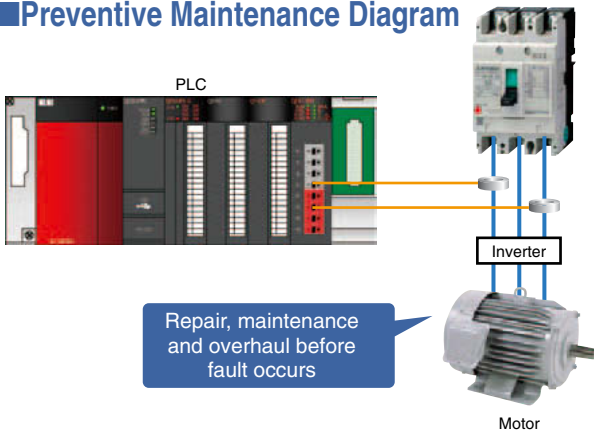 ■Preventive Maintenance Diagram
PLC
Inverter
Repair, maintenance
and overhaul before
fault occurs
Motor